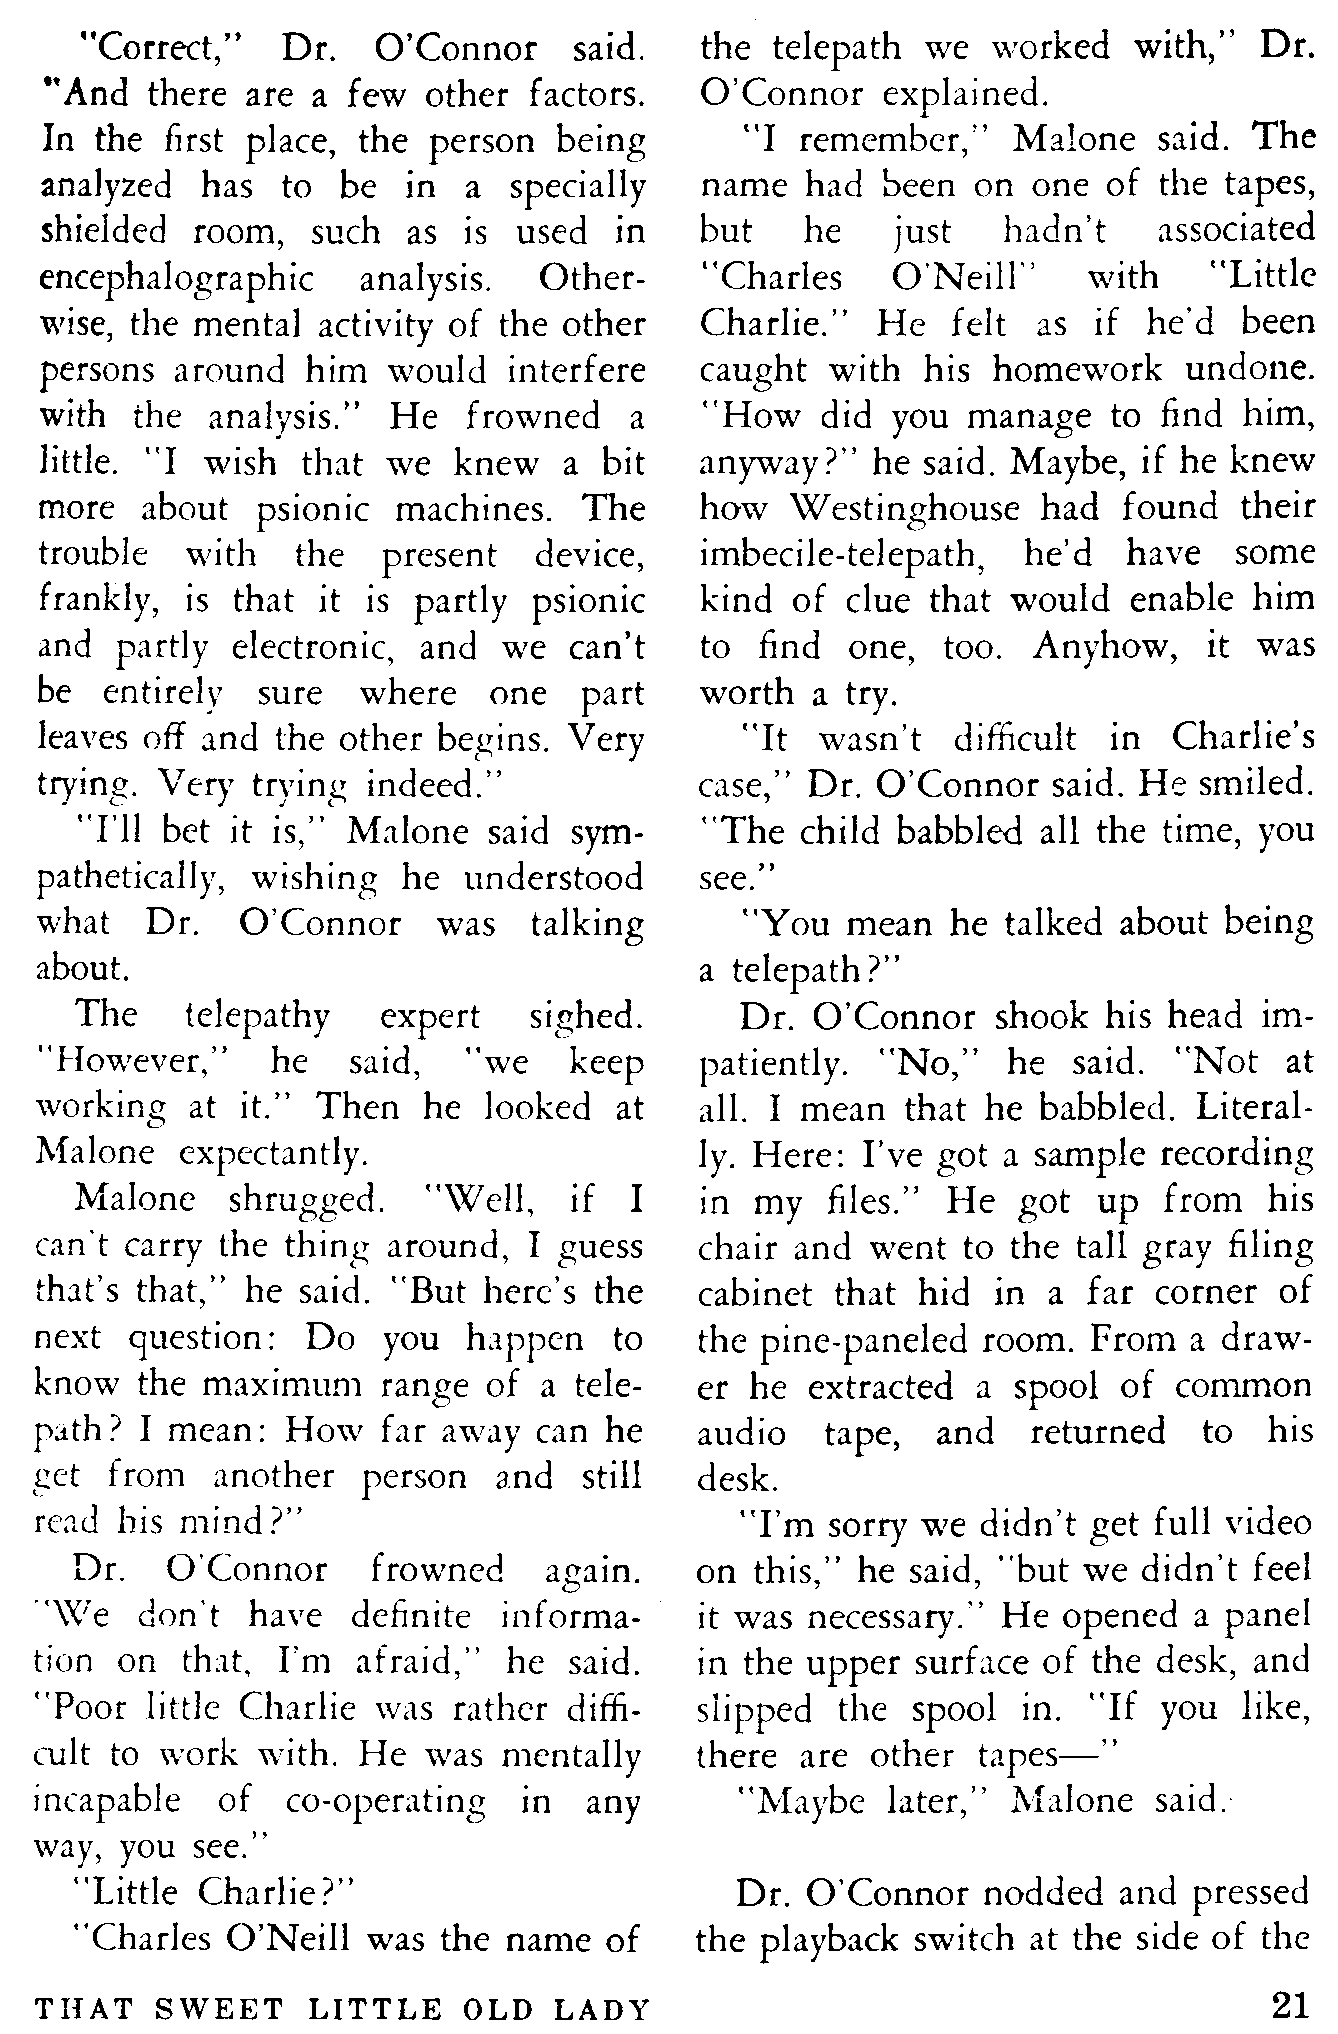 "Correct," Dr. O'Connor said.
"And there are a few other factors.
In the first place, the person being
analyzed has to be in a specially
shielded room, such as is used in
encephalographic analysis. Other-
wise, the mental activity of the other
persons around him would interfere
with the analysis." He frowned a
little. "I wish that we knew a bit
more about psionic machines. The
trouble with the present device,
frankly, is that it is partly psionic
and partly electronic, and we can't
be entirely sure where one part
leaves off and the other begins. Very
trying. Very trying indeed."
"I'll bet it is," Malone said sym-
pathetically, wishing he understood
what Dr. O'Connor was talking
about.
The telepathy expert sighed.
"However," he said, "we keep
working at it." Then he looked at
Malone expectantly.
Malone shrugged. "Well, if I
can't carry the thing around, I guess
that's that," he said. "But here's the
next question: Do you happen to
know the maximum range of a tele-
path? I mean: How far away can he
get from another person and still
read his mind?"
Dr. O'Connor frowned again.
"We don't have definite informa-
tion on that, I'm afraid," he said.
"Poor little Charlie was rather diffi-
cult to work with. He was mentally
incapable of co-operating in any
way, you see."
"Little Charlie?"
"Charles O'Neill was the name of
the telepath we worked with," Dr.
O'Connor explained.
"I remember," Malone said. The
name had been on one of the tapes,
but he just hadn't associated
"Charles O'Neill" with "Little
Charlie." He felt as if he'd been
caught with his homework undone.
"How did you manage to find him,
anyway?" he said. Maybe, if he knew
how Westinghouse had found their
imbecile-telepath, he'd have some
kind of clue that would enable him
to find one, too. Anyhow, it was
worth a try.
"It wasn't difficult in Charlie's
case," Dr. O'Connor said. He smiled.
"The child babbled all the time, you
see."
"You mean he talked about being
a telepath?"
Dr. O'Connor shook his head im-
patiently. "No," he said. "Not at
all. I mean that he babbled. Literal-
ly. Here: I've got a sample recording
in my files." He got up from his
chair and went to the tall gray filing
cabinet that hid in a far corner of
the pine-paneled room. From a draw-
er he extracted a spool of common
audio tape, and returned to his
desk.
"I'm sorry we didn't get full video
on this," he said, "but we didn't feel
it was necessary." He opened a panel
in the upper surface of the desk, and
slipped the spool in. "If you like,
there are other tapes—"
"Maybe later," Malone said.
Dr. O'Connor nodded and pressed
the playback switch at the side of the
THAT SWEET LITTLE OLD LADY
21